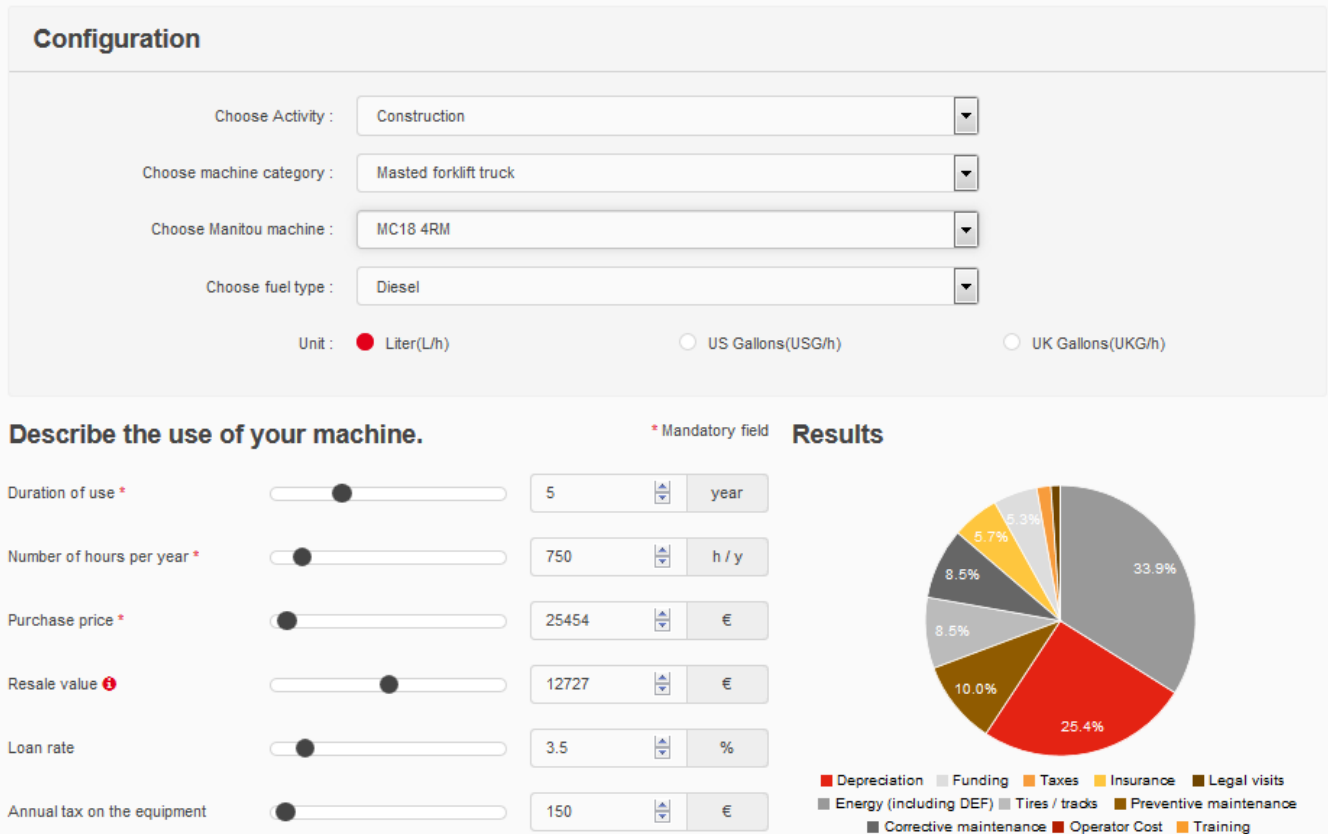 Configuration
Choose Activity : Construction
Choose machine category : Masted forklift truck
Choose Manitou machine : MC18 4RM
Choose fuel type : Diesel
Unit : Liter(L/h) US Gallons(USG/h) UK Gallons(UKG/h)
Describe the use of your machine. * Mandatory field Results
Duration of use * 5 year
Number of hours per year * 750 h / y
Purchase price * 25454 €
Resale value 12727 €
Loan rate 3.5 %
Annual tax on the equipment 150 €
5.3%
5.7%
33.9%
8.5%
8.5%
10.0%
25.4%
Depreciation Funding Taxes Insurance Legal visits
Energy (including DEF) Tires / tracks Preventive maintenance
Corrective maintenance Operator Cost Training